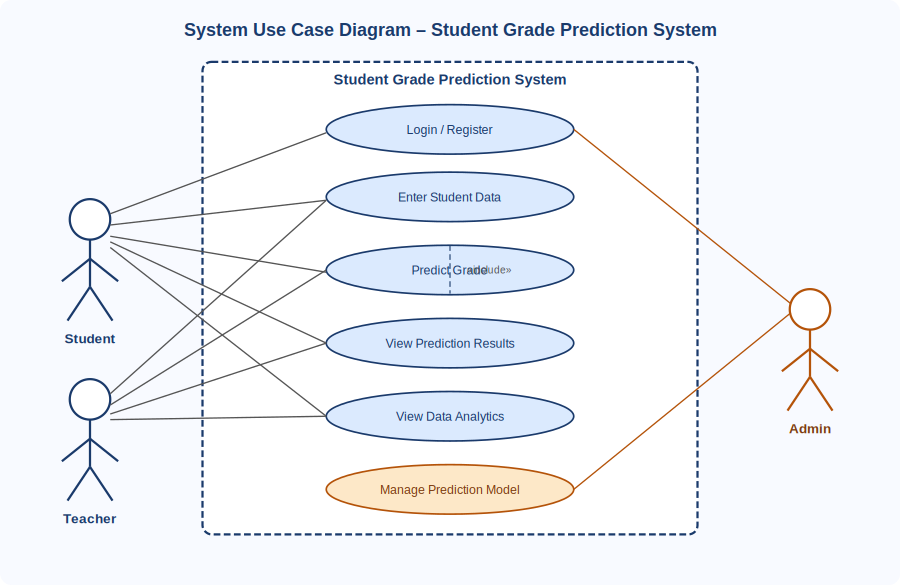 System Use Case Diagram – Student Grade Prediction System
Student Grade Prediction System
Login / Register
Enter Student Data
Predict Grade
«include»
View Prediction Results
View Data Analytics
Manage Prediction Model
Student
Teacher
Admin